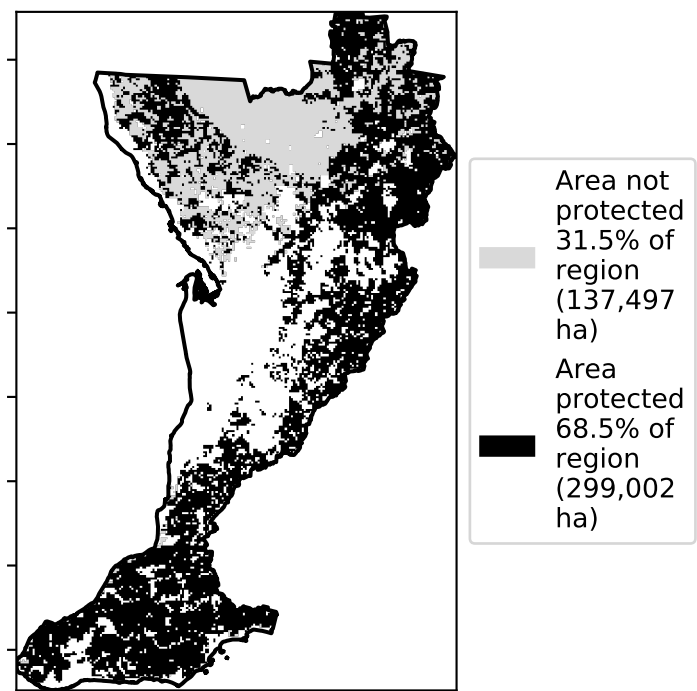 Area not
protected
31.5% of
region
(137,497
ha)
Area
protected
68.5% of
region
(299,002
ha)